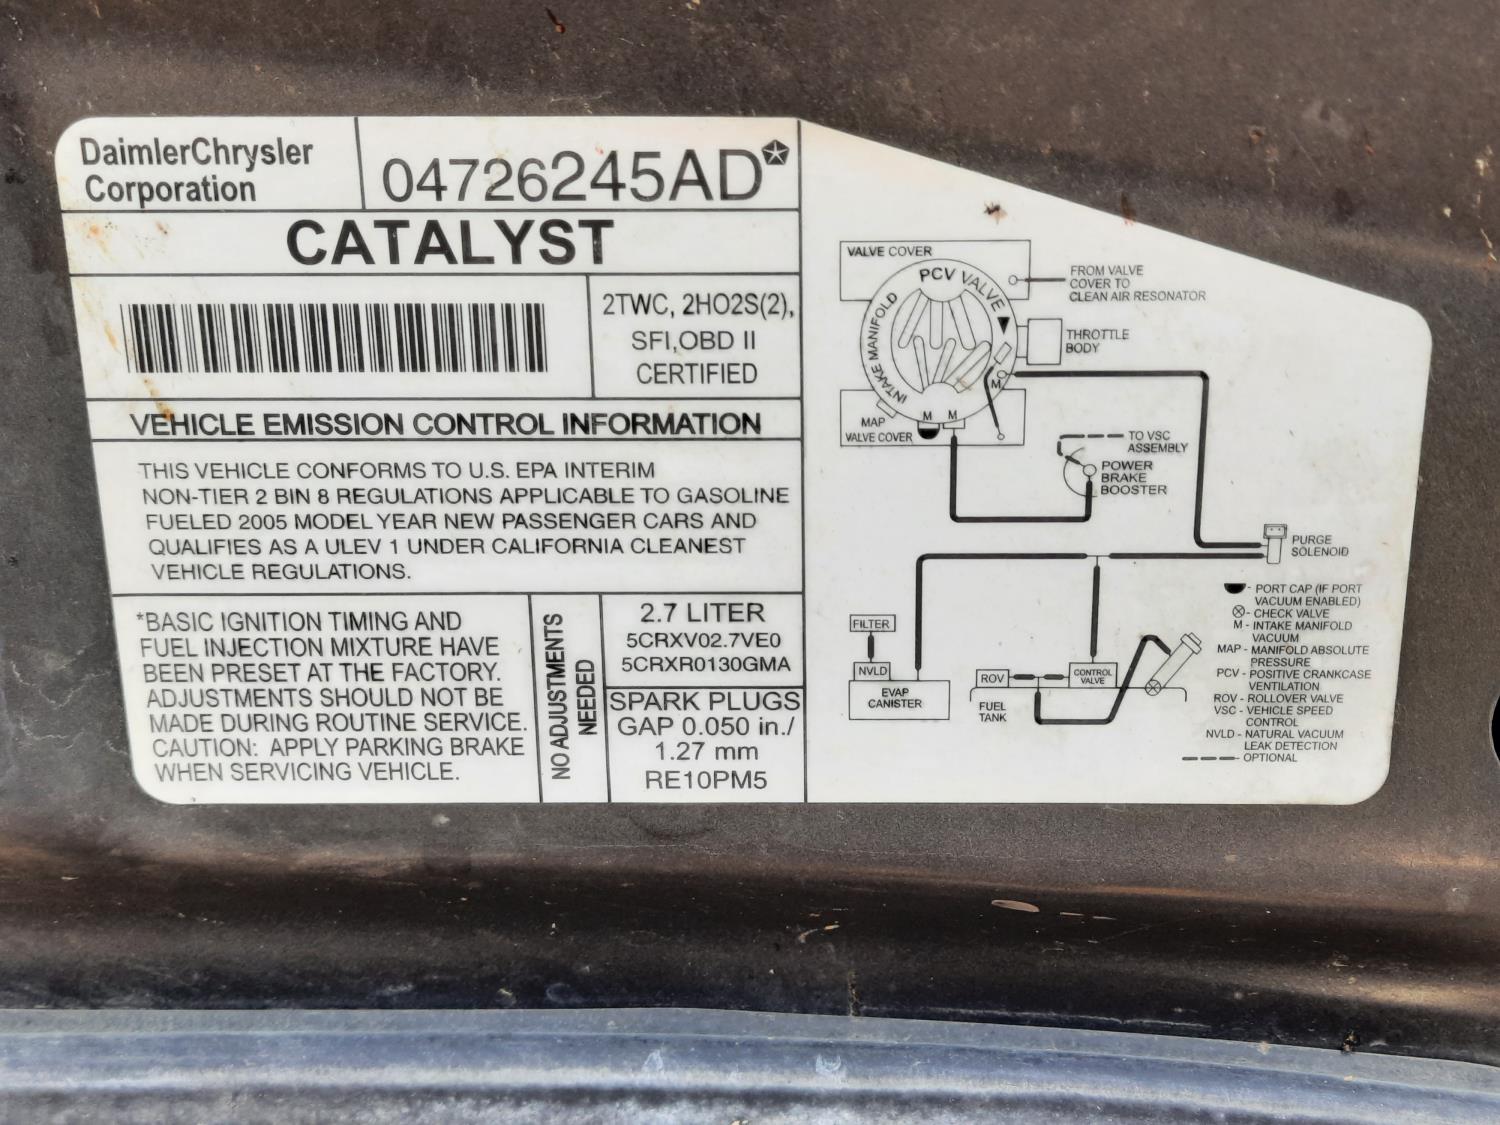 DaimlerChrysler
Corporation
04726245AD*
CATALYST
2TWC, 2HO2S(2),
SFI,OBD II
CERTIFIED
VEHICLE EMISSION CONTROL INFORMATION
THIS VEHICLE CONFORMS TO U.S. EPA INTERIM
NON-TIER 2 BIN 8 REGULATIONS APPLICABLE TO GASOLINE
FUELED 2005 MODEL YEAR NEW PASSENGER CARS AND
QUALIFIES AS A ULEV 1 UNDER CALIFORNIA CLEANEST
VEHICLE REGULATIONS.
*BASIC IGNITION TIMING AND
FUEL INJECTION MIXTURE HAVE
BEEN PRESET AT THE FACTORY.
ADJUSTMENTS SHOULD NOT BE
MADE DURING ROUTINE SERVICE.
CAUTION: APPLY PARKING BRAKE
WHEN SERVICING VEHICLE.
NO ADJUSTMENTS
NEEDED
2.7 LITER
5CRXV02.7VE0
5CRXR0130GMA
SPARK PLUGS
GAP 0.050 in./
1.27 mm
RE10PM5
VALVE COVER
PCV VALVE
INTAKE MANIFOLD
FROM VALVE
COVER TO
CLEAN AIR RESONATOR
THROTTLE
BODY
M
M
M
MAP
VALVE COVER
TO VSC
ASSEMBLY
POWER
BRAKE
BOOSTER
PURGE
SOLENOID
FILTER
NVLD
EVAP
CANISTER
ROV
CONTROL
VALVE
FUEL
TANK
- PORT CAP (IF PORT
VACUUM ENABLED)
- CHECK VALVE
M - INTAKE MANIFOLD
VACUUM
MAP - MANIFOLD ABSOLUTE
PRESSURE
PCV - POSITIVE CRANKCASE
VENTILATION
ROV - ROLLOVER VALVE
VSC - VEHICLE SPEED
CONTROL
NVLD - NATURAL VACUUM
LEAK DETECTION
- OPTIONAL